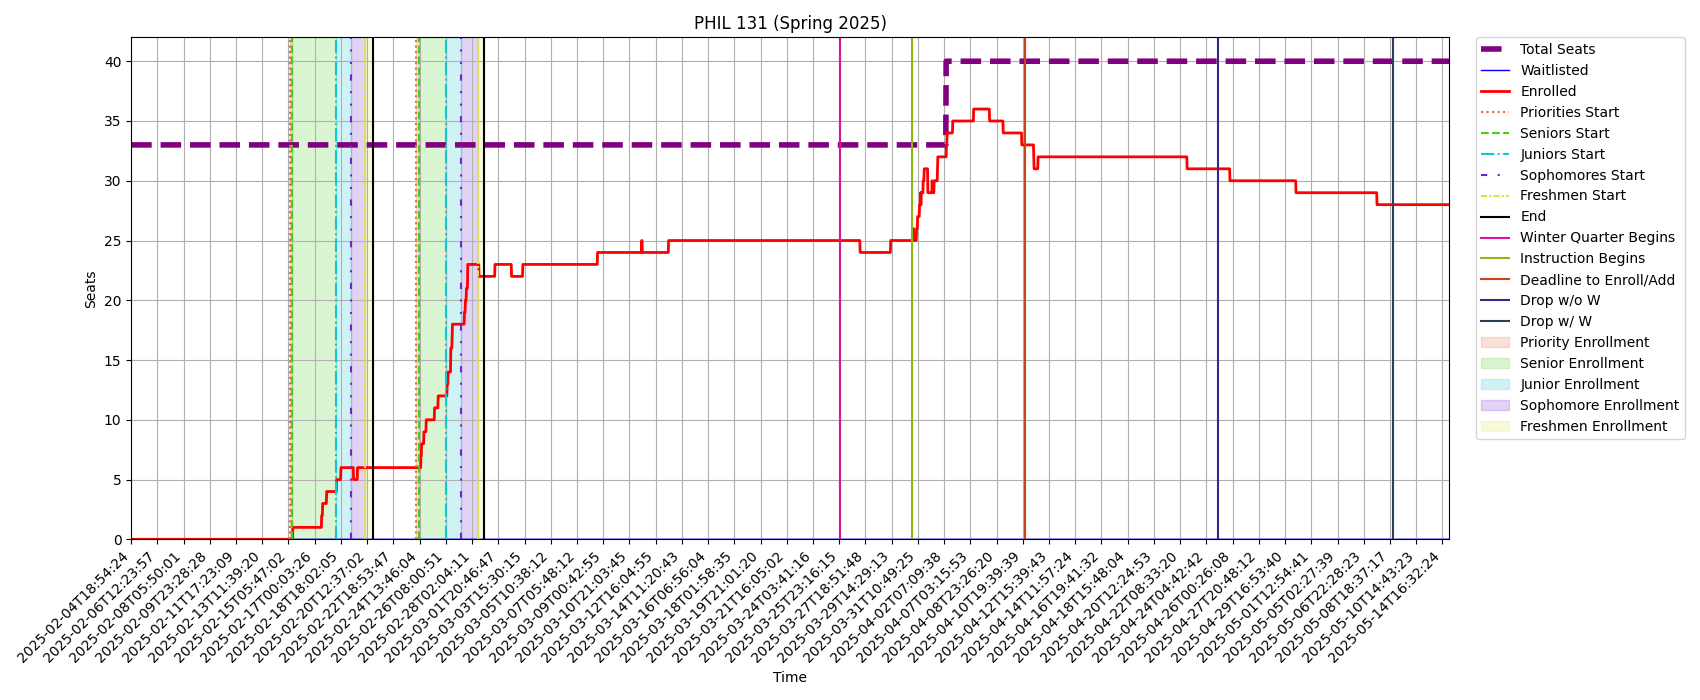 PHIL 131 (Spring 2025)
Seats
40
35
30
25
20
15
10
5
0
2025-02-04T18:54:24
2025-02-06T12:23:57
2025-02-08T05:50:01
2025-02-09T23:28:28
2025-02-11T17:23:09
2025-02-13T11:39:20
2025-02-15T05:47:02
2025-02-17T00:03:26
2025-02-18T18:02:05
2025-02-20T12:37:02
2025-02-22T18:53:47
2025-02-24T13:46:04
2025-02-26T08:00:51
2025-02-28T02:04:11
2025-03-01T20:46:47
2025-03-03T15:30:15
2025-03-05T10:38:12
2025-03-07T05:48:12
2025-03-09T00:42:55
2025-03-10T21:03:45
2025-03-12T16:04:55
2025-03-14T11:20:43
2025-03-16T06:56:04
2025-03-18T01:58:35
2025-03-19T21:01:20
2025-03-21T16:05:02
2025-03-24T03:41:16
2025-03-25T23:16:15
2025-03-27T18:51:48
2025-03-29T14:29:13
2025-03-31T10:49:25
2025-04-02T07:09:38
2025-04-07T03:15:53
2025-04-08T23:26:20
2025-04-10T19:39:39
2025-04-12T15:39:43
2025-04-14T11:57:24
2025-04-16T19:41:32
2025-04-18T15:48:04
2025-04-20T12:24:53
2025-04-22T08:33:20
2025-04-24T04:42:42
2025-04-26T00:26:08
2025-04-27T20:48:12
2025-04-29T16:53:40
2025-05-01T12:54:41
2025-05-05T02:27:39
2025-05-06T22:28:23
2025-05-08T18:37:17
2025-05-10T14:43:23
2025-05-14T16:32:24
Time
Total Seats
Waitlisted
Enrolled
Priorities Start
Seniors Start
Juniors Start
Sophomores Start
Freshmen Start
End
Winter Quarter Begins
Instruction Begins
Deadline to Enroll/Add
Drop w/o W
Drop w/ W
Priority Enrollment
Senior Enrollment
Junior Enrollment
Sophomore Enrollment
Freshmen Enrollment